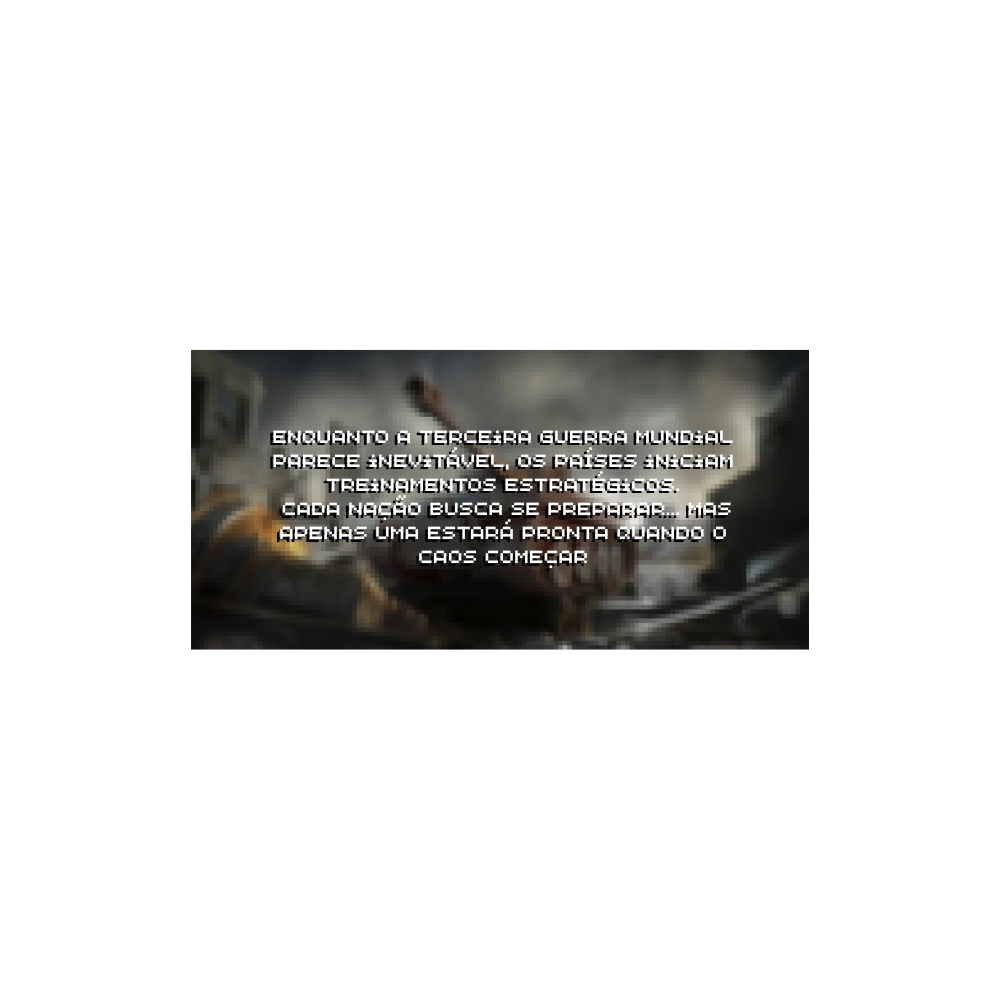 ENQUANTO A TERCEiRA GUERRA MUNDiAL
PARECE iNEViTÁVEL, OS PAÍSES iNiCiAM
TREiNAMENTOS ESTRATÉGiCOS.
CADA NAÇÃO BUSCA SE PREPARAR... MAS
APENAS UMA ESTARÁ PRONTA QUANDO O
CAOS COMEÇAR